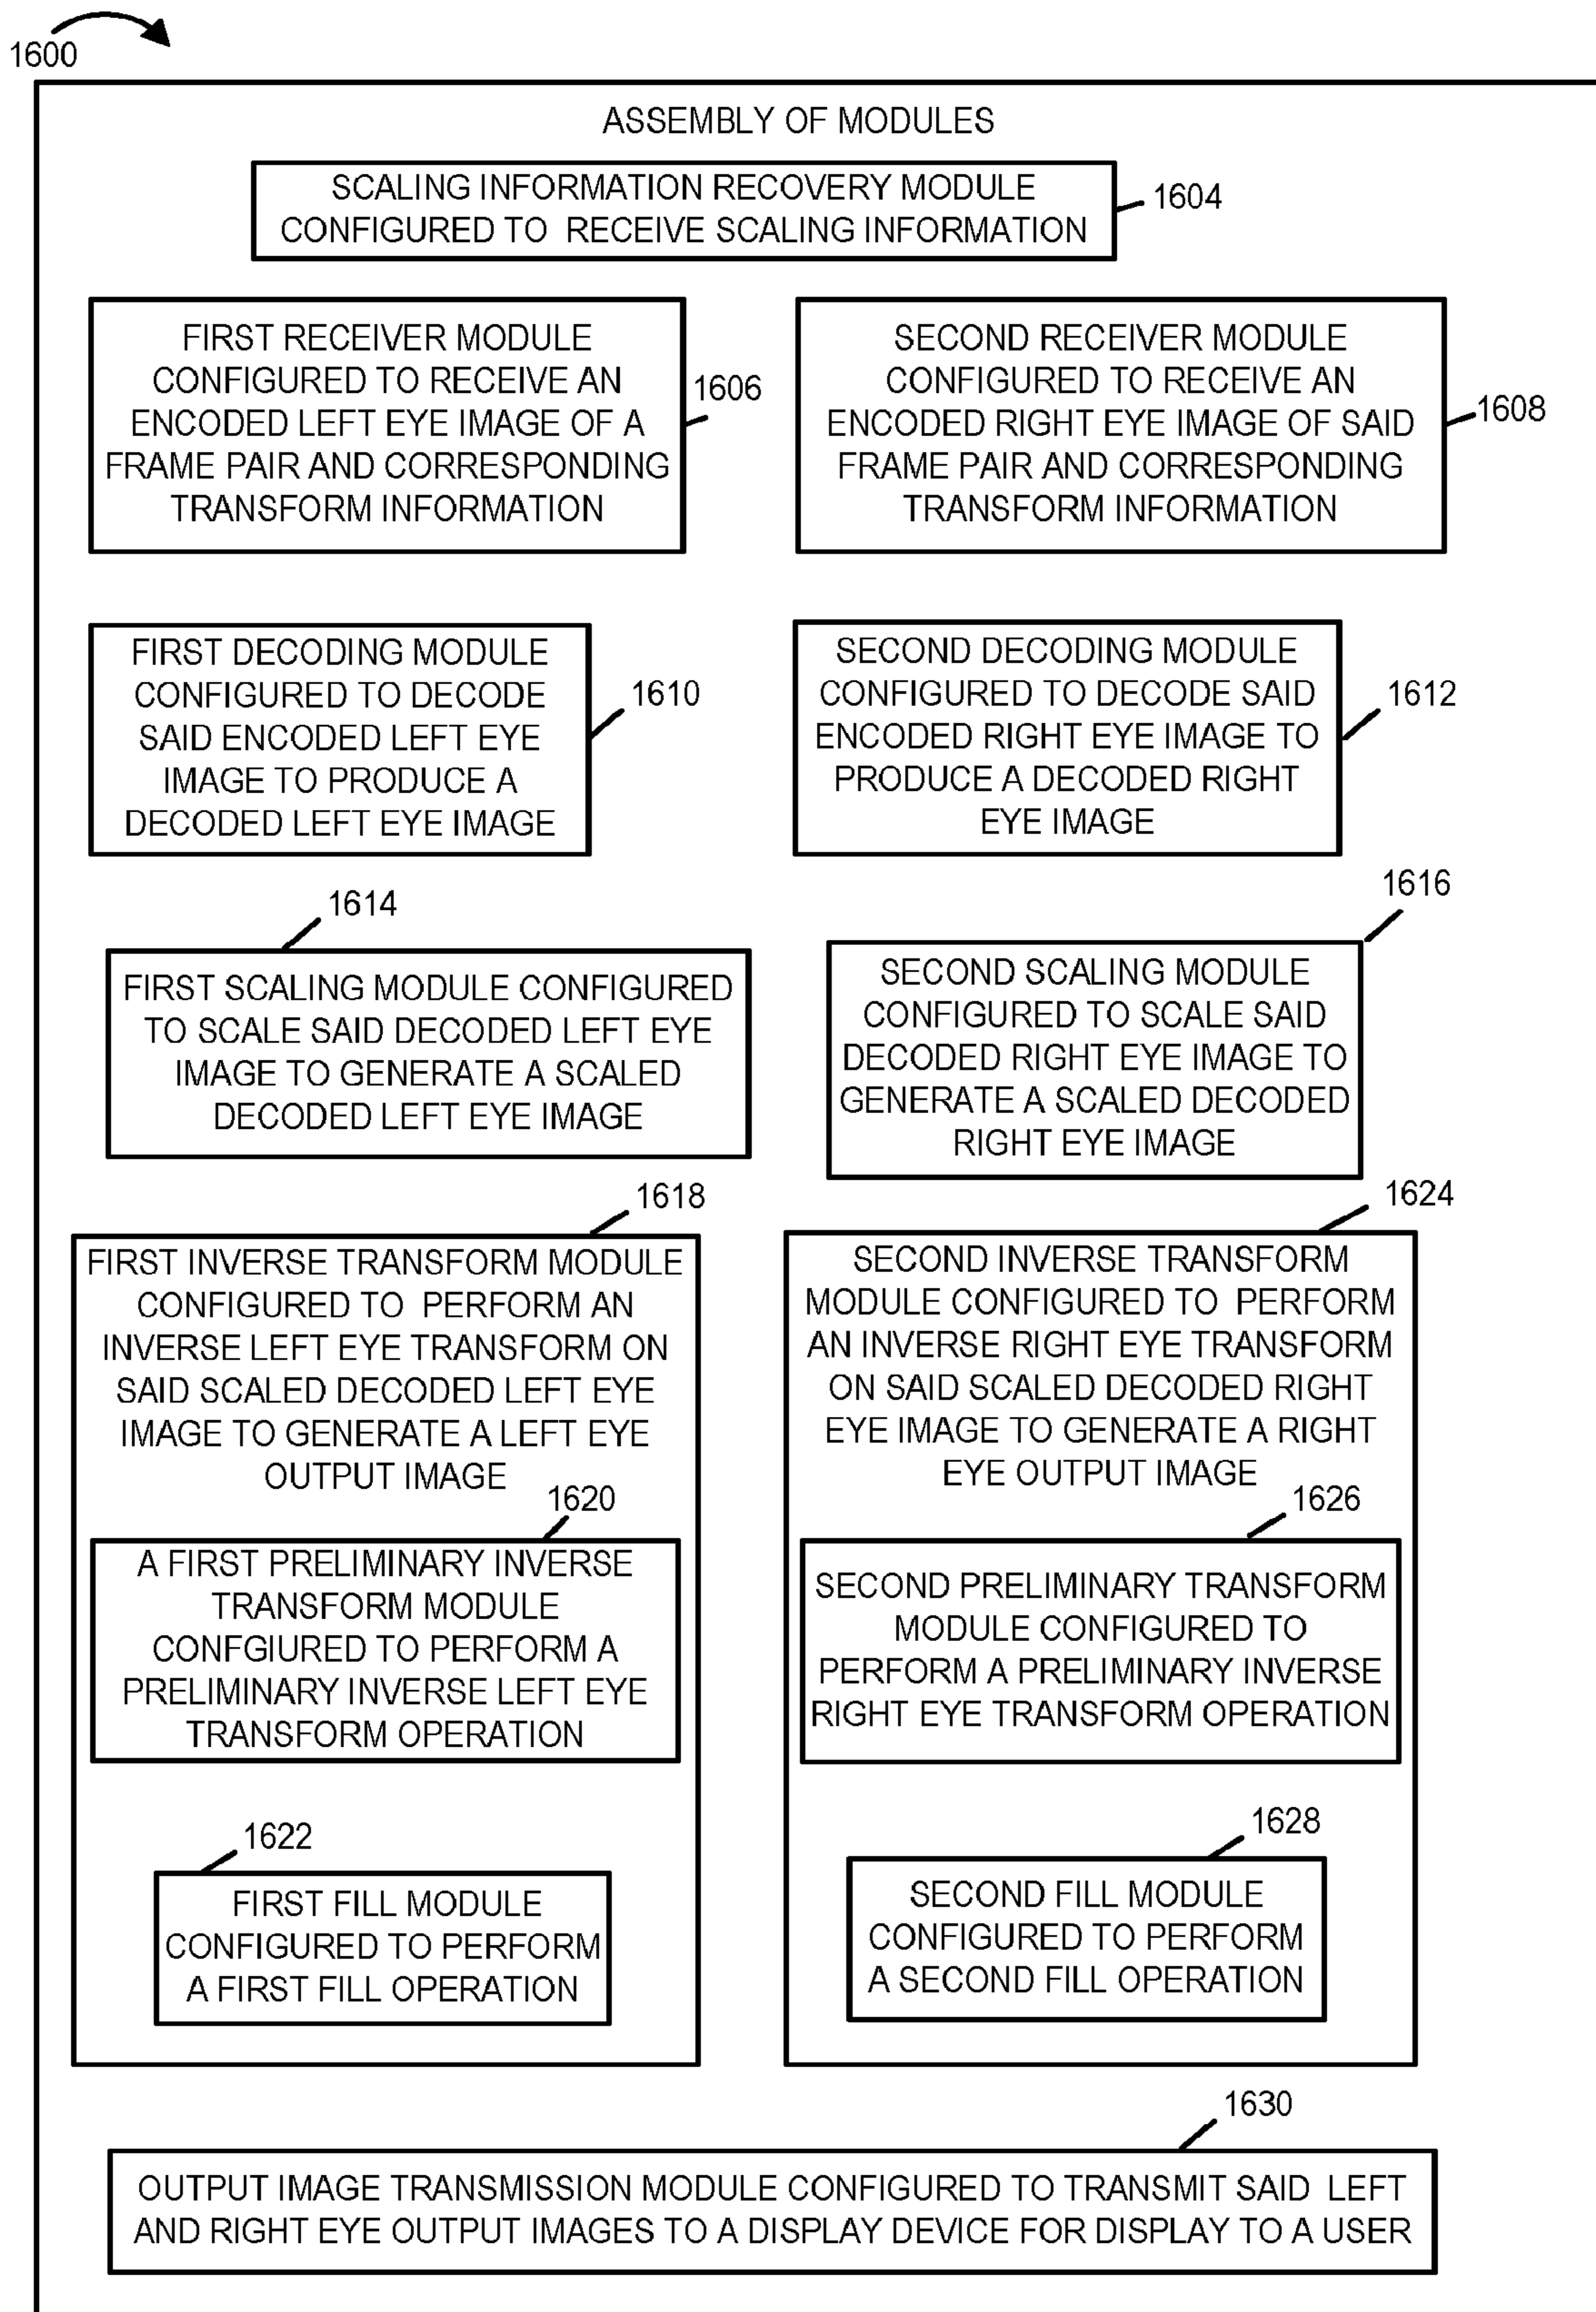 1600
ASSEMBLY OF MODULES
SCALING INFORMATION RECOVERY MODULE
CONFIGURED TO RECEIVE SCALING INFORMATION
1604
FIRST RECEIVER MODULE
CONFIGURED TO RECEIVE AN
ENCODED LEFT EYE IMAGE OF A
FRAME PAIR AND CORRESPONDING
TRANSFORM INFORMATION
1606
SECOND RECEIVER MODULE
CONFIGURED TO RECEIVE AN
ENCODED RIGHT EYE IMAGE OF SAID
FRAME PAIR AND CORRESPONDING
TRANSFORM INFORMATION
1608
FIRST DECODING MODULE
CONFIGURED TO DECODE
SAID ENCODED LEFT EYE
IMAGE TO PRODUCE A
DECODED LEFT EYE IMAGE
1610
SECOND DECODING MODULE
CONFIGURED TO DECODE SAID
ENCODED RIGHT EYE IMAGE TO
PRODUCE A DECODED RIGHT
EYE IMAGE
1612
1614
FIRST SCALING MODULE CONFIGURED
TO SCALE SAID DECODED LEFT EYE
IMAGE TO GENERATE A SCALED
DECODED LEFT EYE IMAGE
1616
SECOND SCALING MODULE
CONFIGURED TO SCALE SAID
DECODED RIGHT EYE IMAGE TO
GENERATE A SCALED DECODED
RIGHT EYE IMAGE
1618
FIRST INVERSE TRANSFORM MODULE
CONFIGURED TO PERFORM AN
INVERSE LEFT EYE TRANSFORM ON
SAID SCALED DECODED LEFT EYE
IMAGE TO GENERATE A LEFT EYE
OUTPUT IMAGE
1620
A FIRST PRELIMINARY INVERSE
TRANSFORM MODULE
CONFGIURED TO PERFORM A
PRELIMINARY INVERSE LEFT EYE
TRANSFORM OPERATION
1622
FIRST FILL MODULE
CONFIGURED TO PERFORM
A FIRST FILL OPERATION
1624
SECOND INVERSE TRANSFORM
MODULE CONFIGURED TO PERFORM
AN INVERSE RIGHT EYE TRANSFORM
ON SAID SCALED DECODED RIGHT
EYE IMAGE TO GENERATE A RIGHT
EYE OUTPUT IMAGE
1626
SECOND PRELIMINARY TRANSFORM
MODULE CONFIGURED TO
PERFORM A PRELIMINARY INVERSE
RIGHT EYE TRANSFORM OPERATION
1628
SECOND FILL MODULE
CONFIGURED TO PERFORM
A SECOND FILL OPERATION
1630
OUTPUT IMAGE TRANSMISSION MODULE CONFIGURED TO TRANSMIT SAID LEFT
AND RIGHT EYE OUTPUT IMAGES TO A DISPLAY DEVICE FOR DISPLAY TO A USER